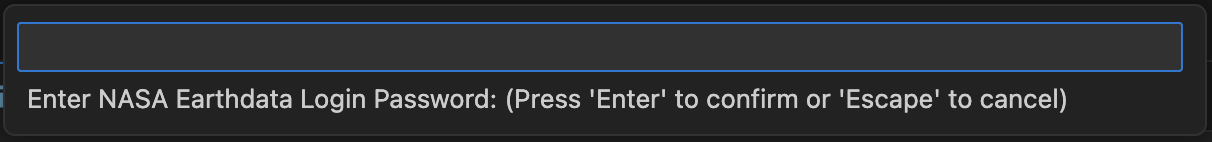 Enter NASA Earthdata Login Password: (Press 'Enter' to confirm or 'Escape' to cancel)